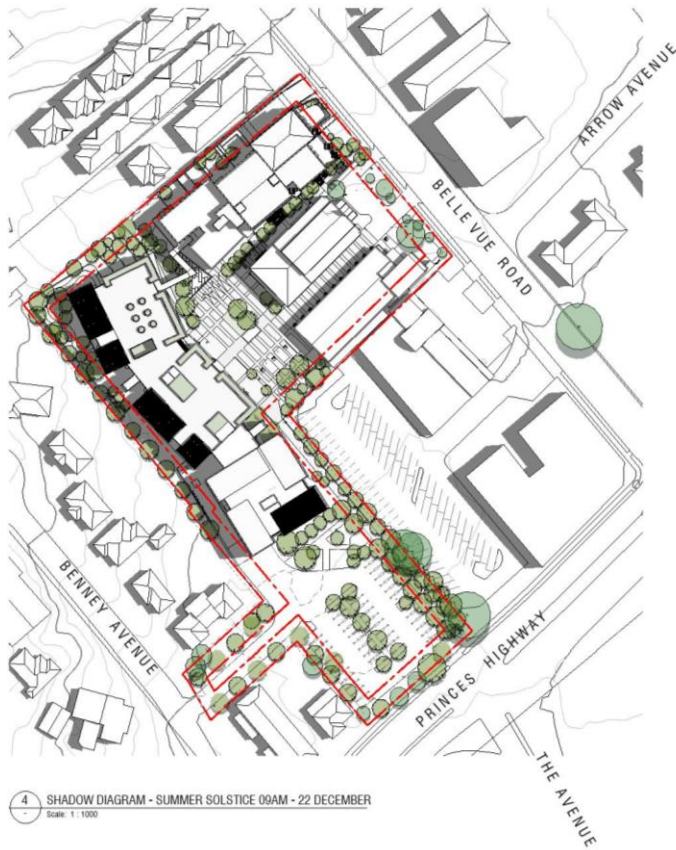 ARROW AVENUE
BELLEVUE ROAD
BENNEY AVENUE
PRINCES HIGHWAY
THE AVENUE
4
-
SHADOW DIAGRAM - SUMMER SOLSTICE 09AM - 22 DECEMBER
Scale: 1 : 1000